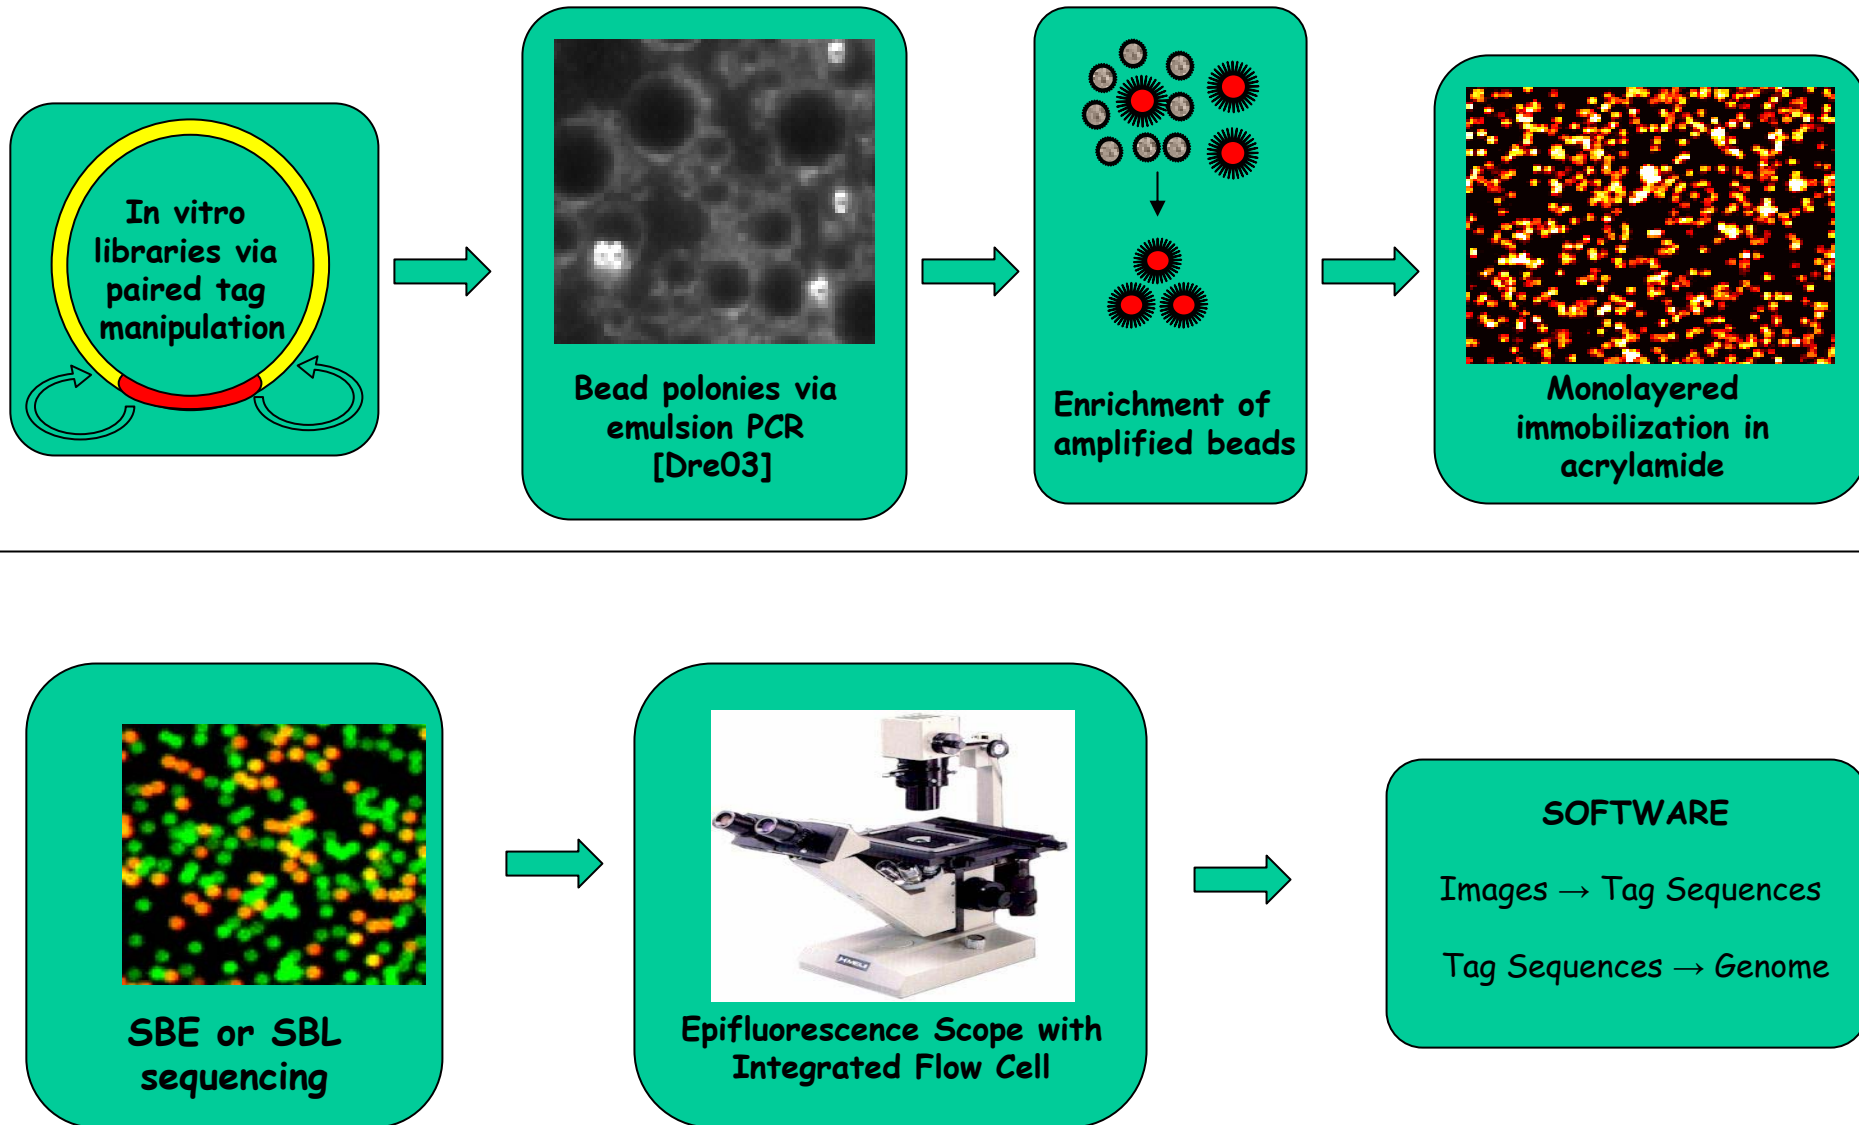 In vitro
libraries via
paired tag
manipulation
Bead polonies via
emulsion PCR
[Dre03]
Enrichment of
amplified beads
Monolayered
immobilization in
acrylamide
SBE or SBL
sequencing
Epifluorescence Scope with
Integrated Flow Cell
SOFTWARE
Images → Tag Sequences
Tag Sequences → Genome